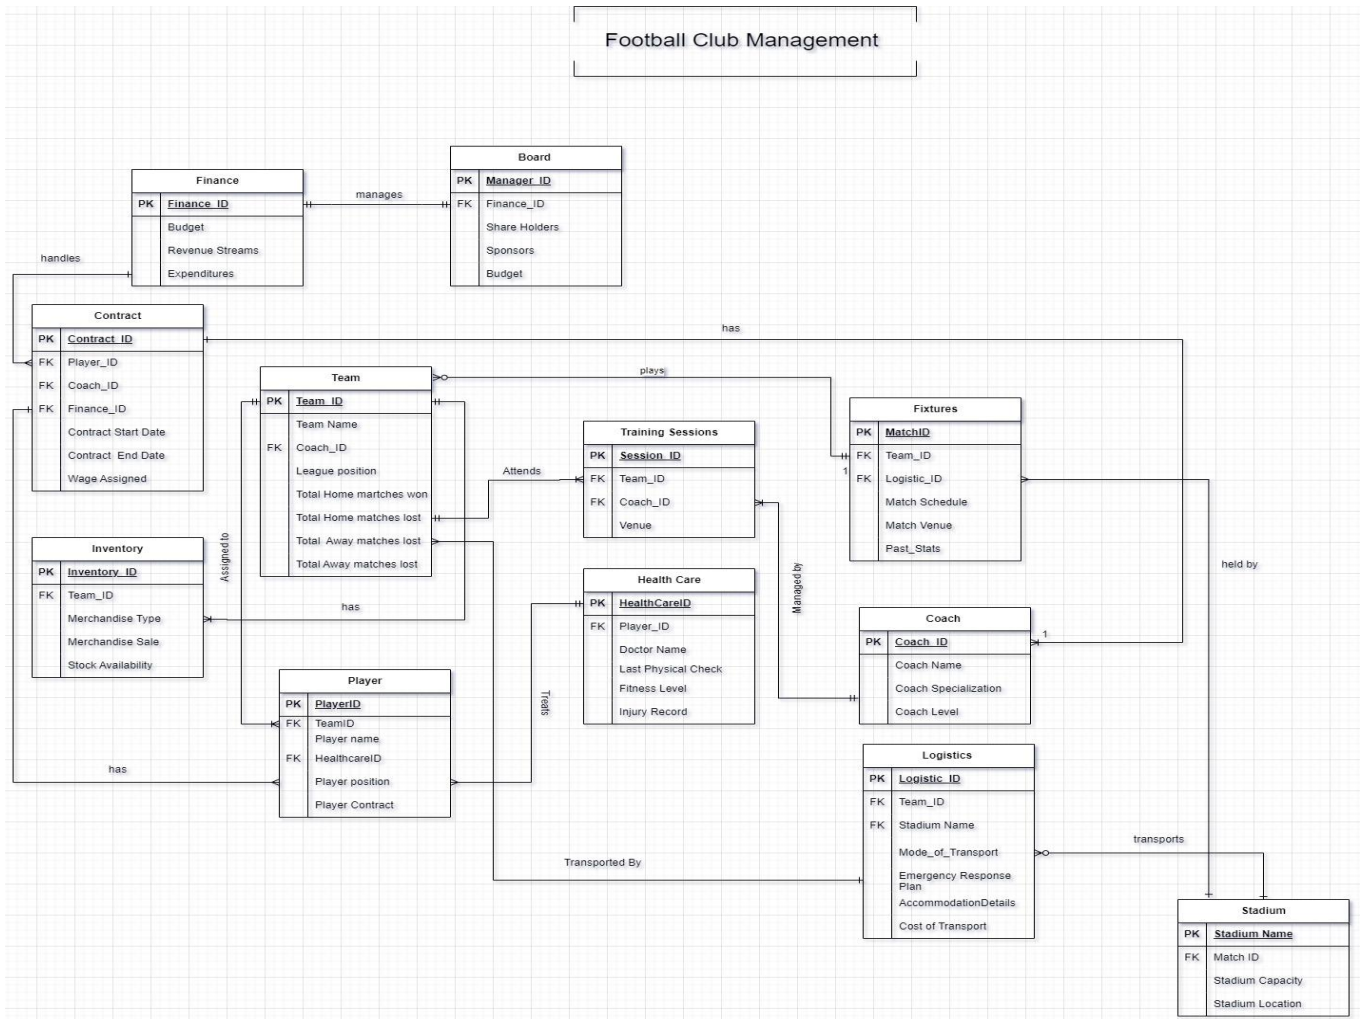 Football Club Management
Board
PK Manager_ID
FK Finance_ID
Share Holders
Sponsors
Budget
Finance
PK Finance_ID
Budget
Revenue Streams
Expenditures
manages
handles
Contract
PK Contract_ID
FK Player_ID
FK Coach_ID
FK Finance_ID
Contract Start Date
Contract End Date
Wage Assigned
has
Team
PK Team_ID
Team Name
FK Coach_ID
League position
Total Home martches won
Total Home matches lost
Total Away matches lost
Total Away matches lost
plays
Fixtures
PK MatchID
FK Team_ID
FK Logistic_ID
Match Schedule
Match Venue
Past_Stats
1
Training Sessions
PK Session_ID
FK Team_ID
FK Coach_ID
Venue
Attends
Assigned to
Inventory
PK Inventory_ID
FK Team_ID
Merchandise Type
Merchandise Sale
Stock Availability
has
Health Care
PK HealthCareID
FK Player_ID
Doctor Name
Last Physical Check
Fitness Level
Injury Record
Managed by
held by
Coach
PK Coach_ID
Coach Name
Coach Specialization
Coach Level
1
Player
PK PlayerID
FK TeamID
Player name
FK HealthcareID
Player position
Player Contract
Treats
has
Logistics
PK Logistic_ID
FK Team_ID
FK Stadium Name
Mode_of_Transport
Emergency Response
Plan
AccommodationDetails
Cost of Transport
Transported By
transports
Stadium
PK Stadium Name
FK Match ID
Stadium Capacity
Stadium Location